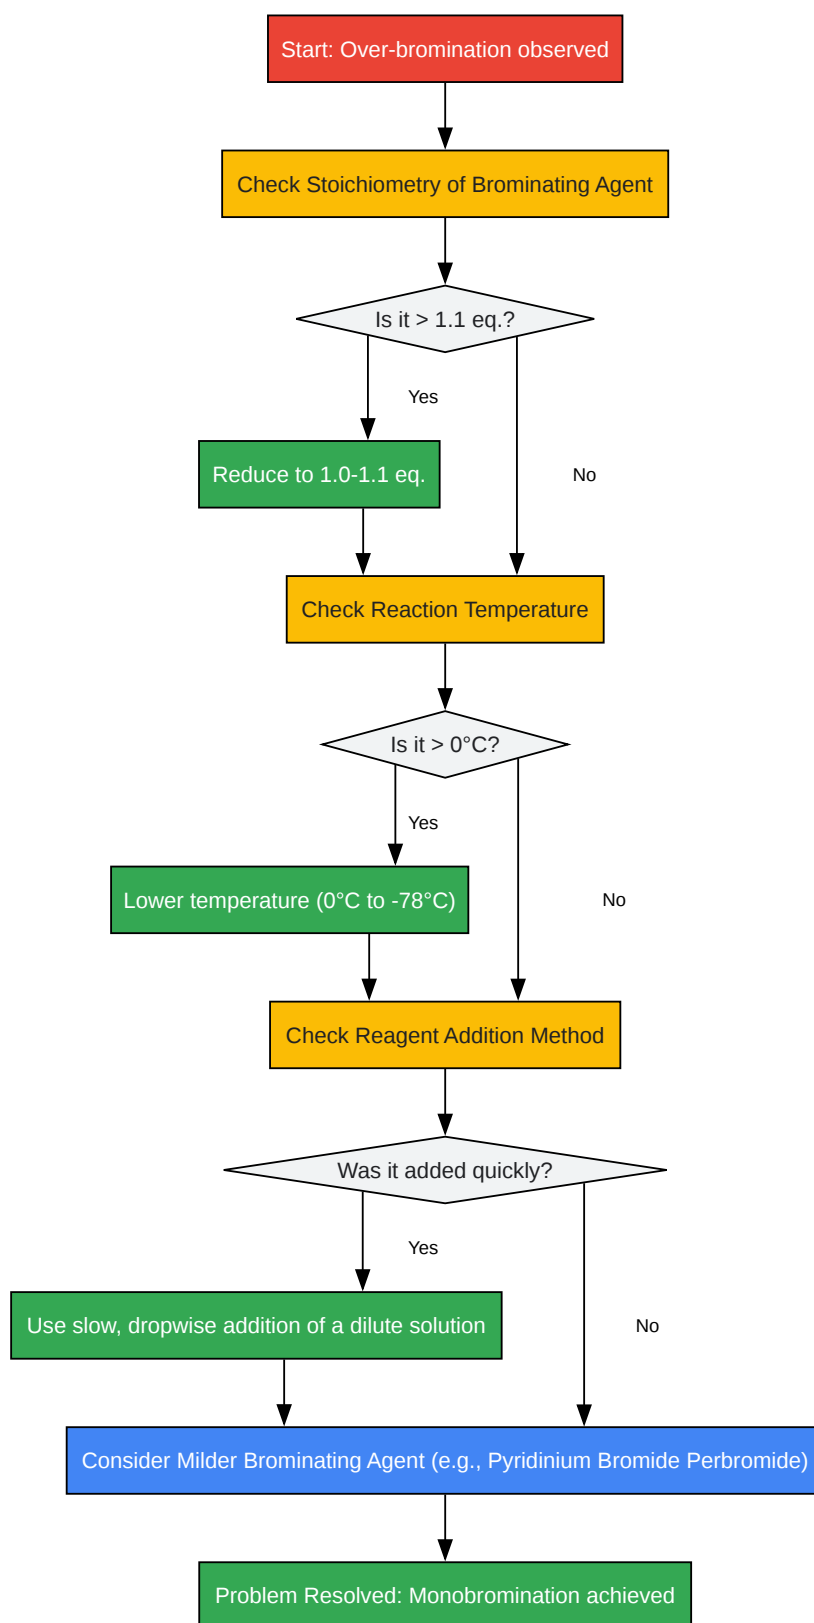 Start: Over-bromination observed
Check Stoichiometry of Brominating Agent
Is it > 1.1 eq.?
Yes
Reduce to 1.0-1.1 eq.
No
Check Reaction Temperature
Is it > 0°C?
Yes
Lower temperature (0°C to -78°C)
No
Check Reagent Addition Method
Was it added quickly?
Yes
Use slow, dropwise addition of a dilute solution
No
Consider Milder Brominating Agent (e.g., Pyridinium Bromide Perbromide)
Problem Resolved: Monobromination achieved